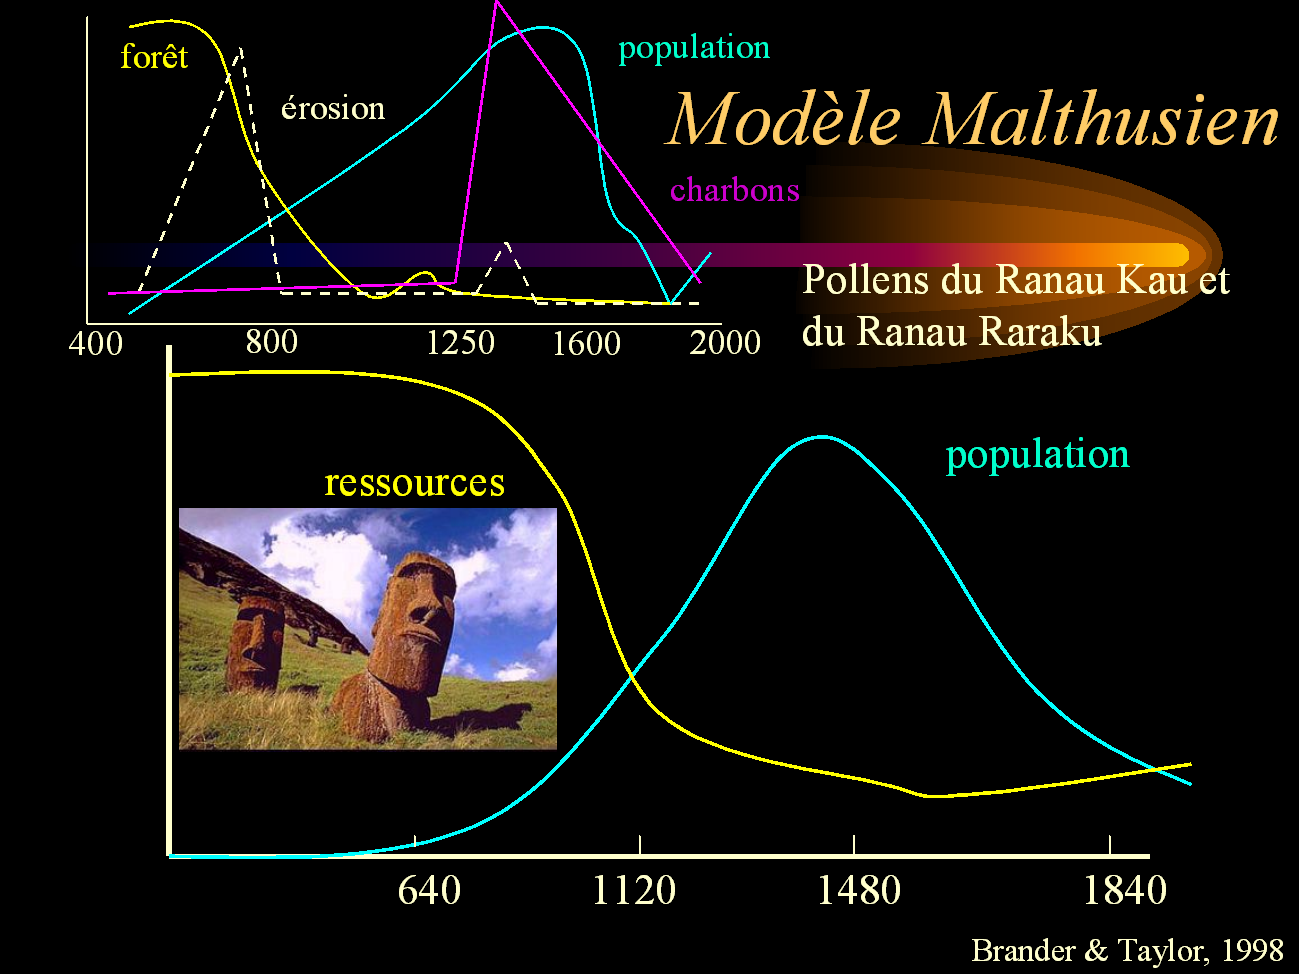 forêt
population
érosion
Modèle Malthusien
charbons
Pollens du Ranau Kau et
du Ranau Raraku
400 800 1250 1600 2000
population
ressources
640 1120 1480 1840
Brander & Taylor, 1998